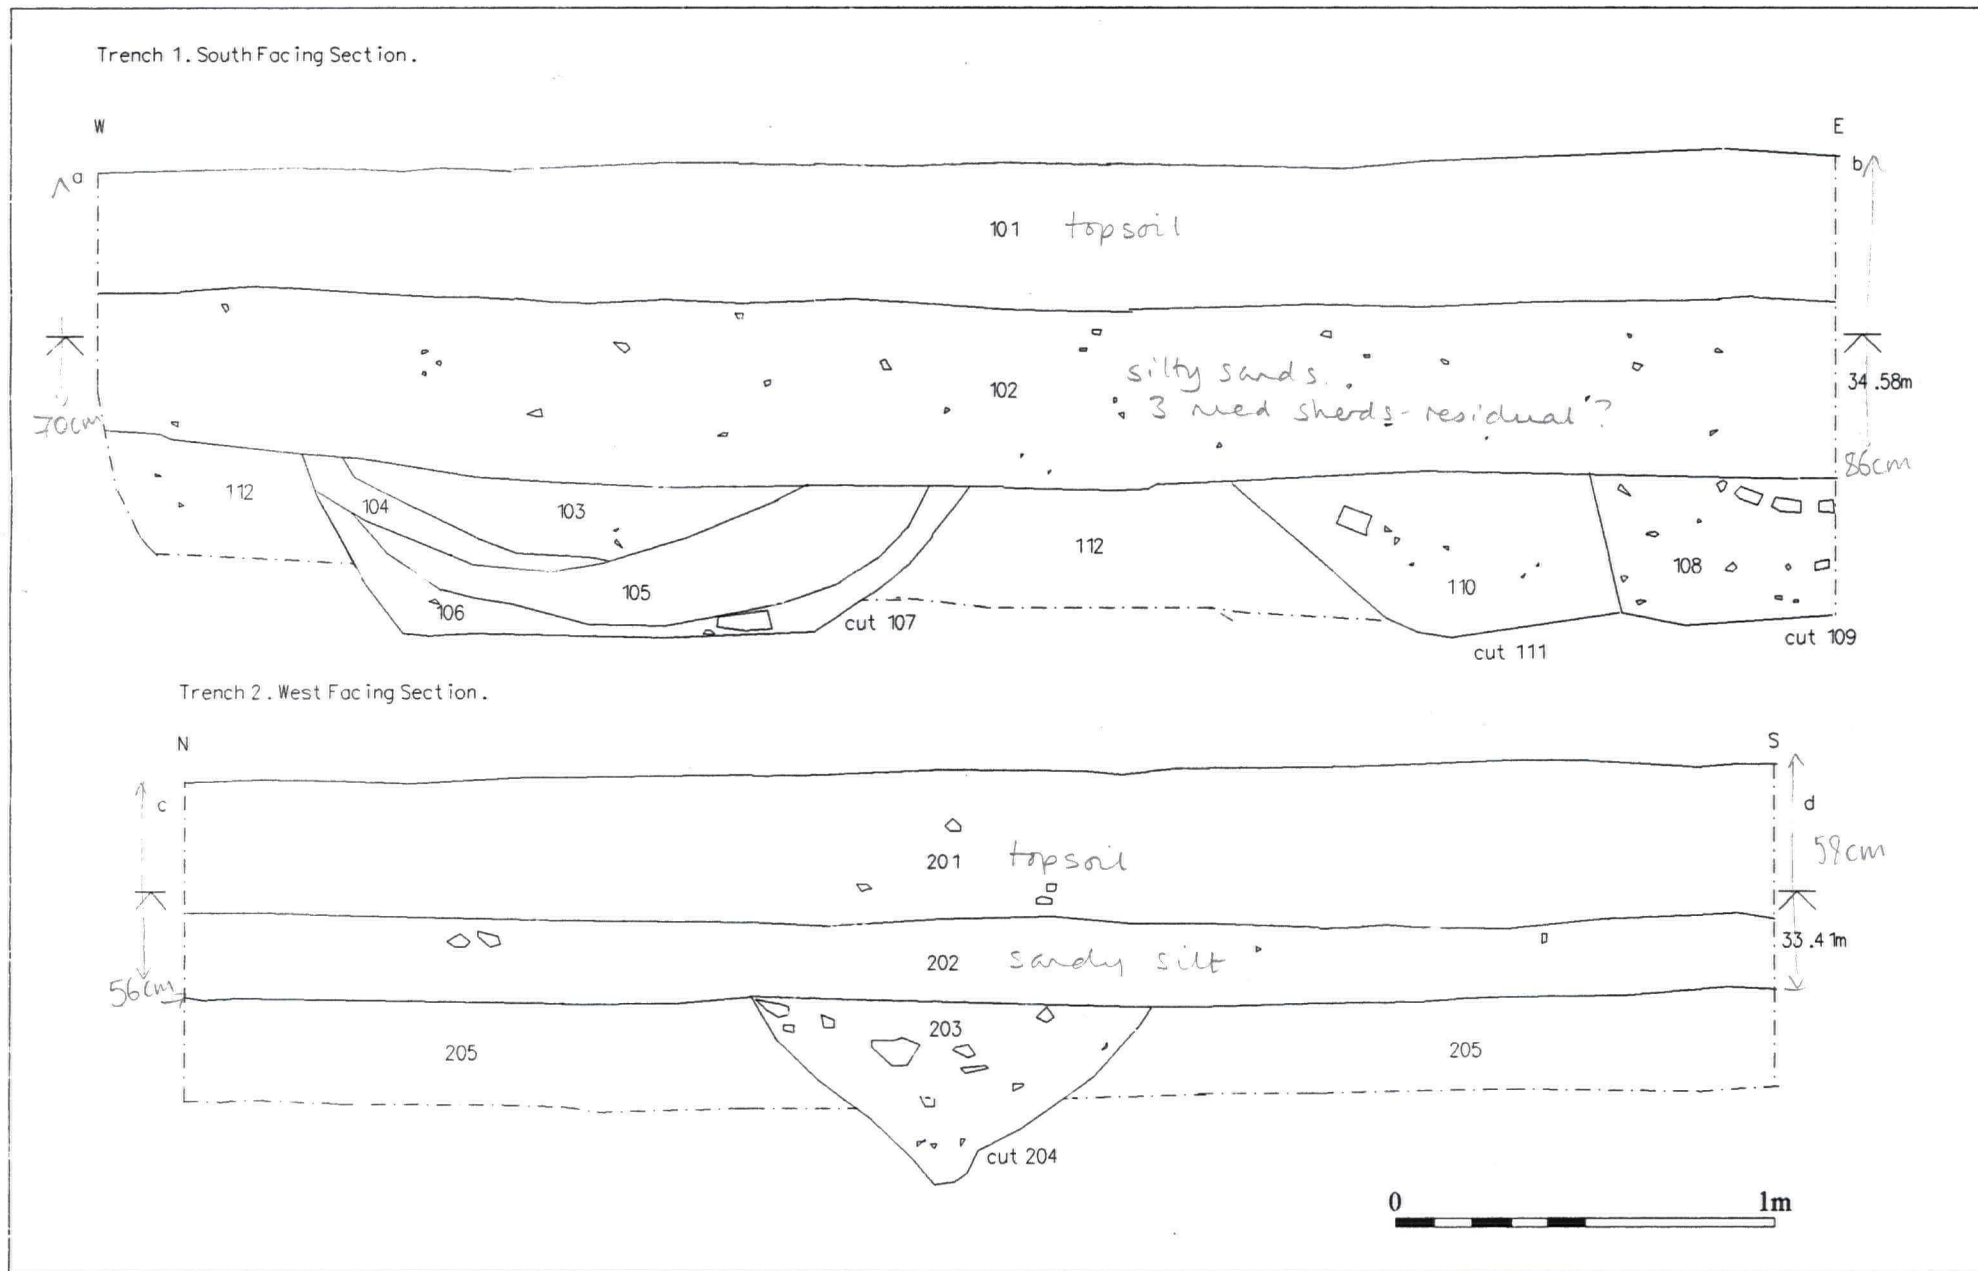 Trench 1. South Facing Section.
W
E
a
b
101 topsoil
102
silty sands.
3 med sherds - residual?
34.58m
70cm
86cm
112
104
103
112
110
108
105
106
cut 107
cut 111
cut 109
Trench 2. West Facing Section.
N
S
c
d
201 topsoil
59cm
202 sandy silt
33.41m
56cm
203
205
205
cut 204
0 1m